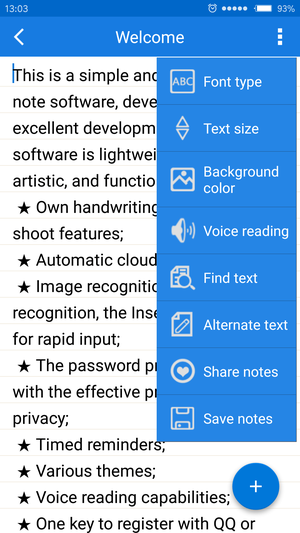 13:03
93%
Welcome
This is a simple and
note software, deve
excellent developm
software is lightwei
artistic, and functio
★ Own handwriting
shoot features;
★ Automatic cloud
★ Image recognitio
recognition, the Inse
for rapid input;
★ The password pr
with the effective pr
privacy;
★ Timed reminders;
★ Various themes;
★ Voice reading capabilities;
★ One key to register with QQ or
ABC
Font type
Text size
Background
color
Voice reading
Find text
Alternate text
Share notes
Save notes
+